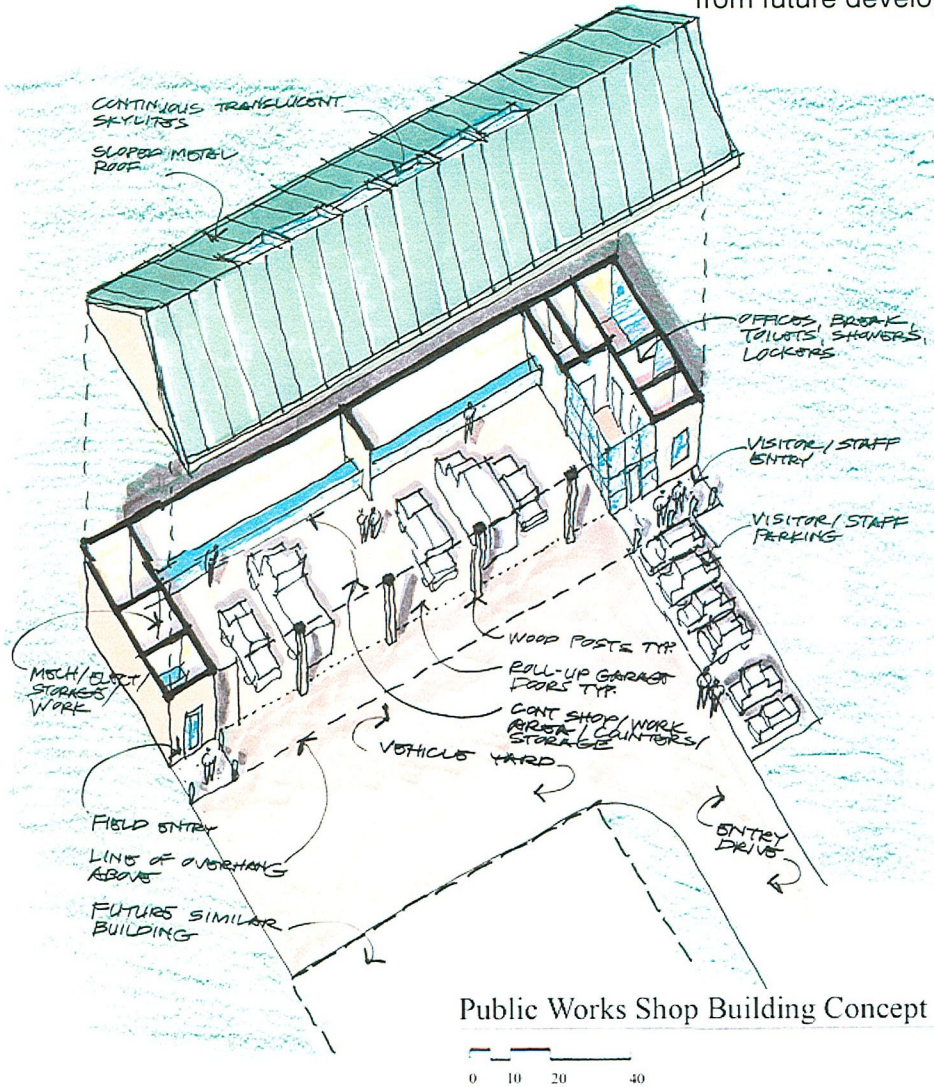 from future develo
CONTINUOUS TRANSLUCENT
SKYLITES
SLOPED METAL
ROOF
OFFICES, BREAK,
TOILETS, SHOWERS,
LOCKERS
VISITOR/STAFF
ENTRY
VISITOR/STAFF
PARKING
WOOD POSTS TYP.
ROLL-UP GARAGE
DOORS TYP.
CONT SHOP/WORK
AREA/COUNTERS/
STORAGE
MECH/ELECT
STORAGE/
WORK
VEHICLE YARD
FIELD ENTRY
LINE OF OVERHANG
ABOVE
ENTRY
DRIVE
FUTURE SIMILAR
BUILDING
Public Works Shop Building Concept
0 10 20 40